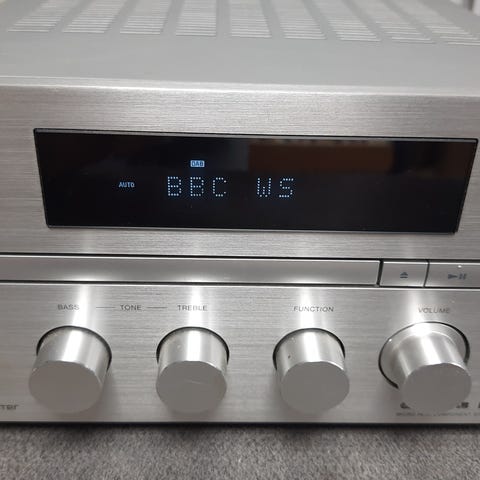 DAB
AUTO BBC WS
BASS TONE TREBLE FUNCTION VOLUME